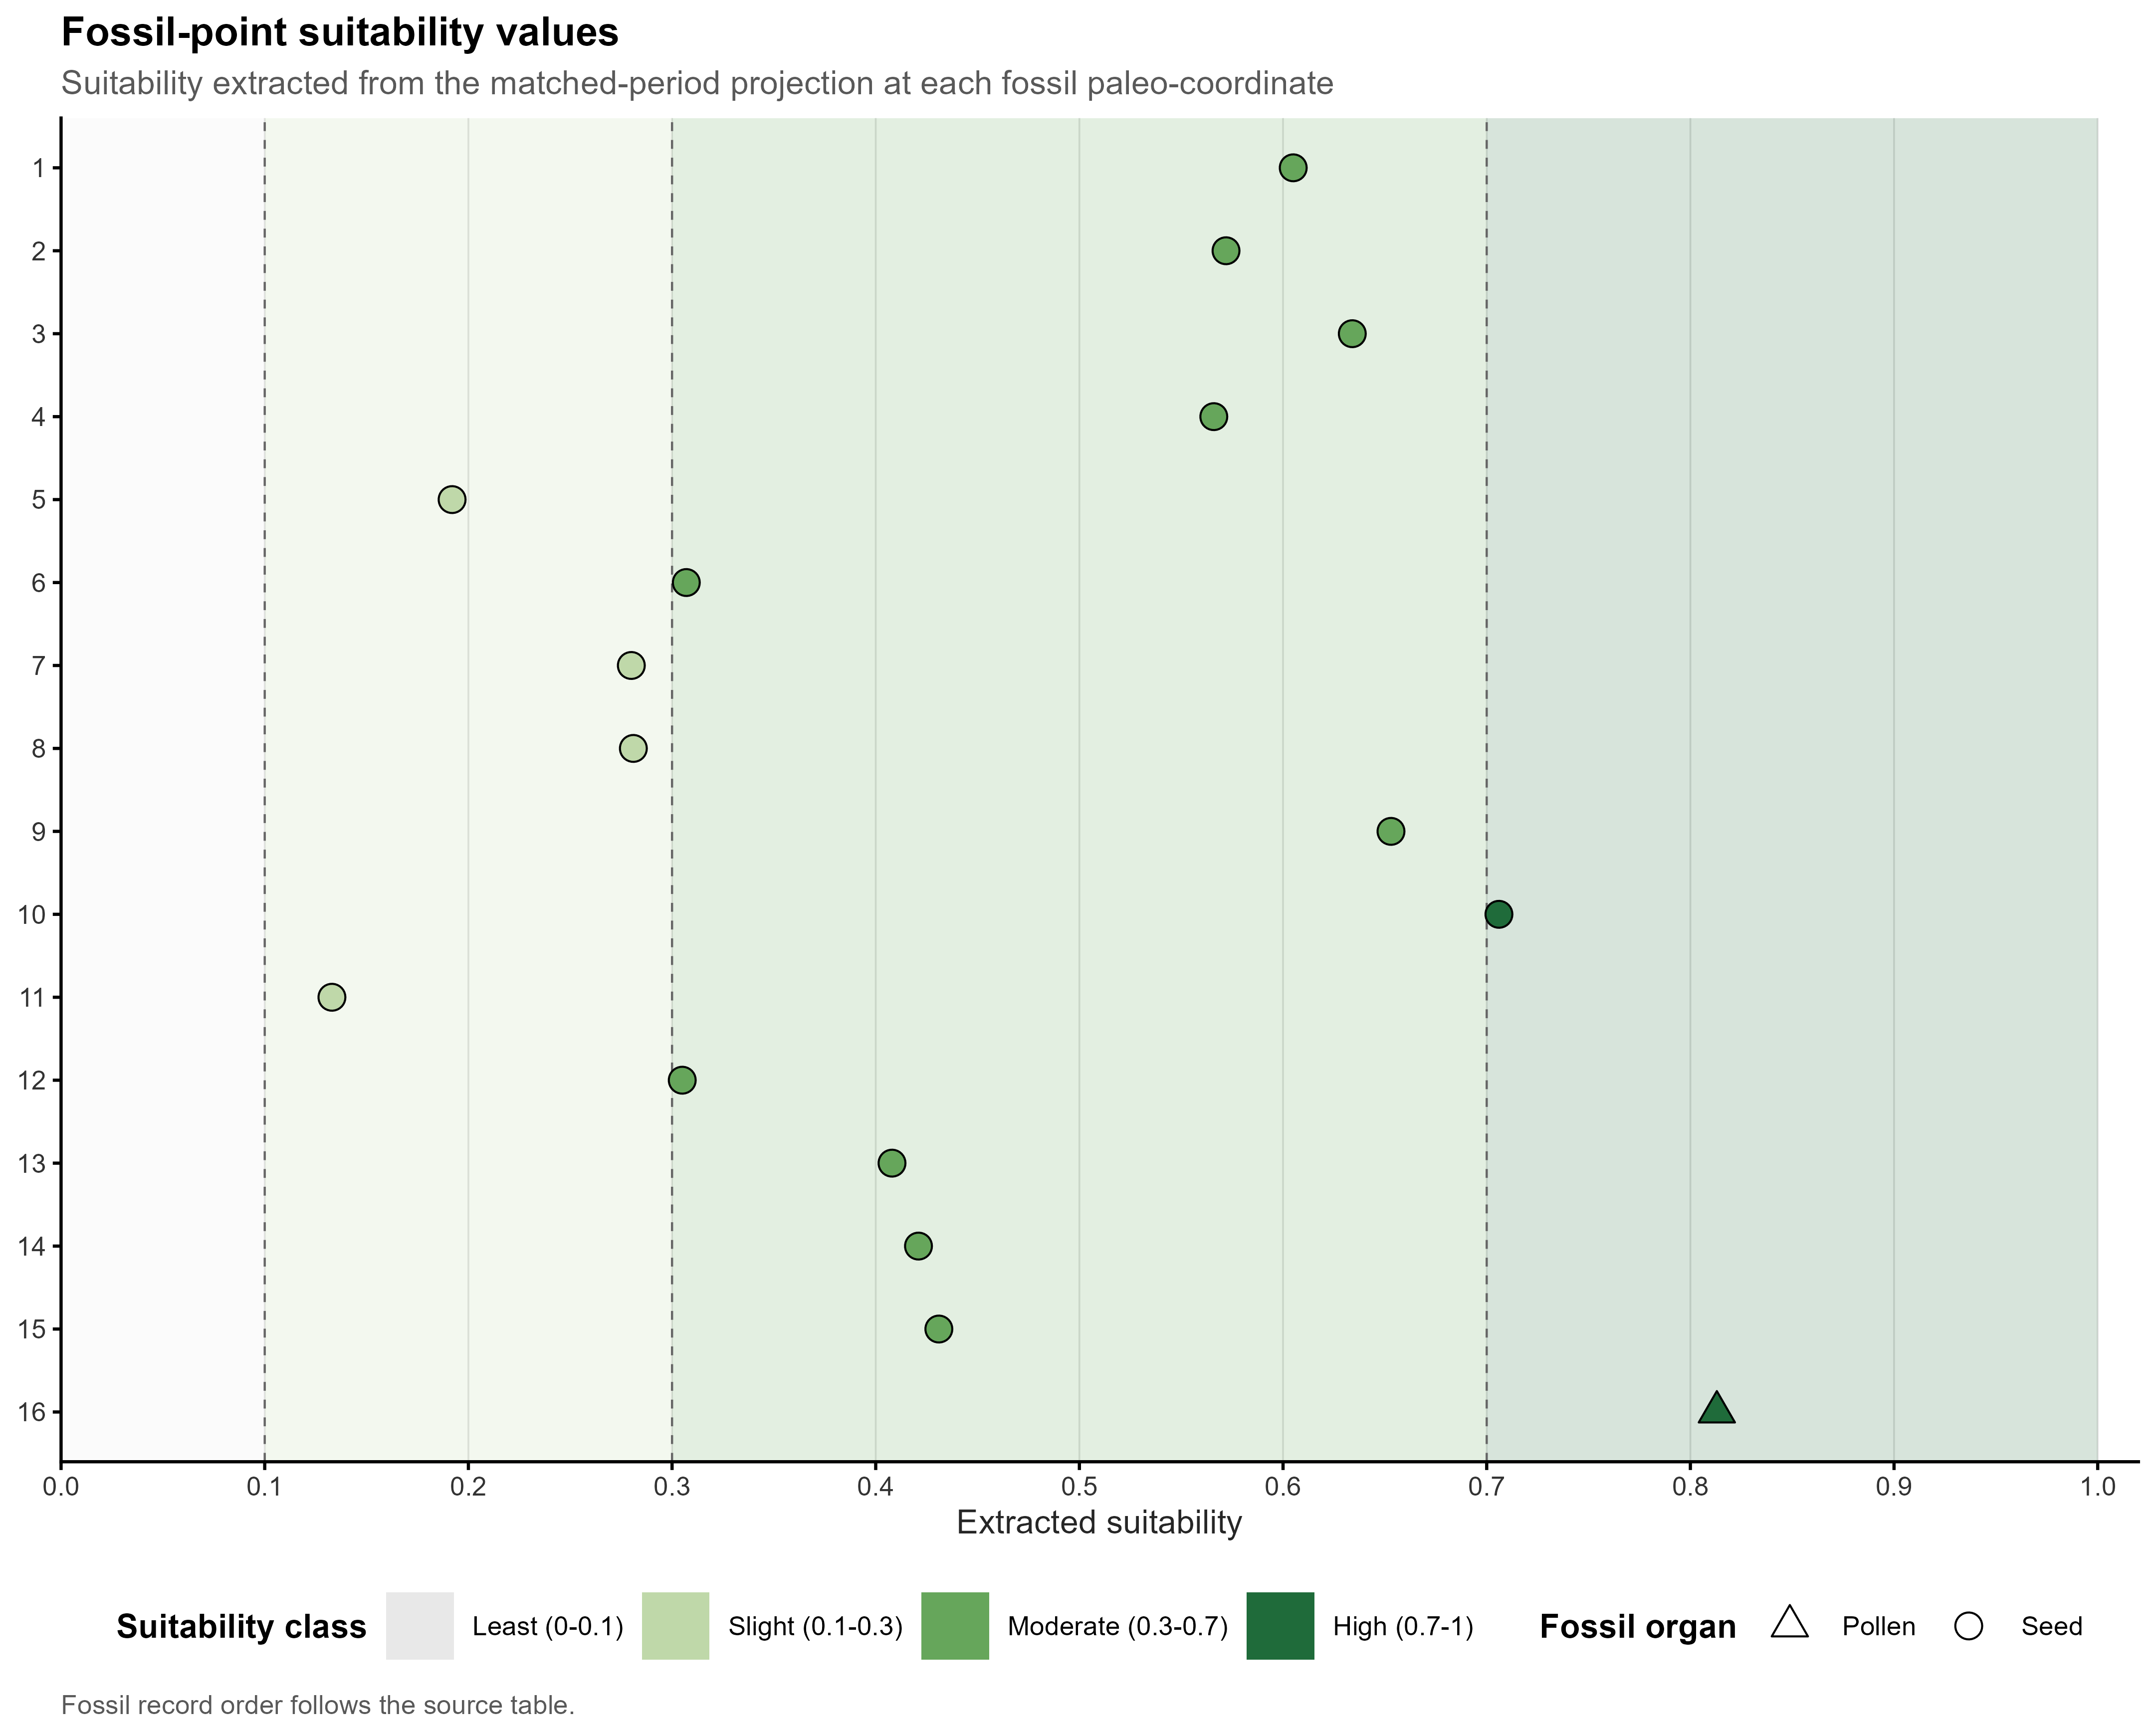 Fossil-point suitability values
Suitability extracted from the matched-period projection at each fossil paleo-coordinate
1
2
3
4
5
6
7
8
9
10
11
12
13
14
15
16
0.0 0.1 0.2 0.3 0.4 0.5 0.6 0.7 0.8 0.9 1.0
Extracted suitability
Suitability class Least (0-0.1) Slight (0.1-0.3) Moderate (0.3-0.7) High (0.7-1) Fossil organ Pollen Seed
Fossil record order follows the source table.